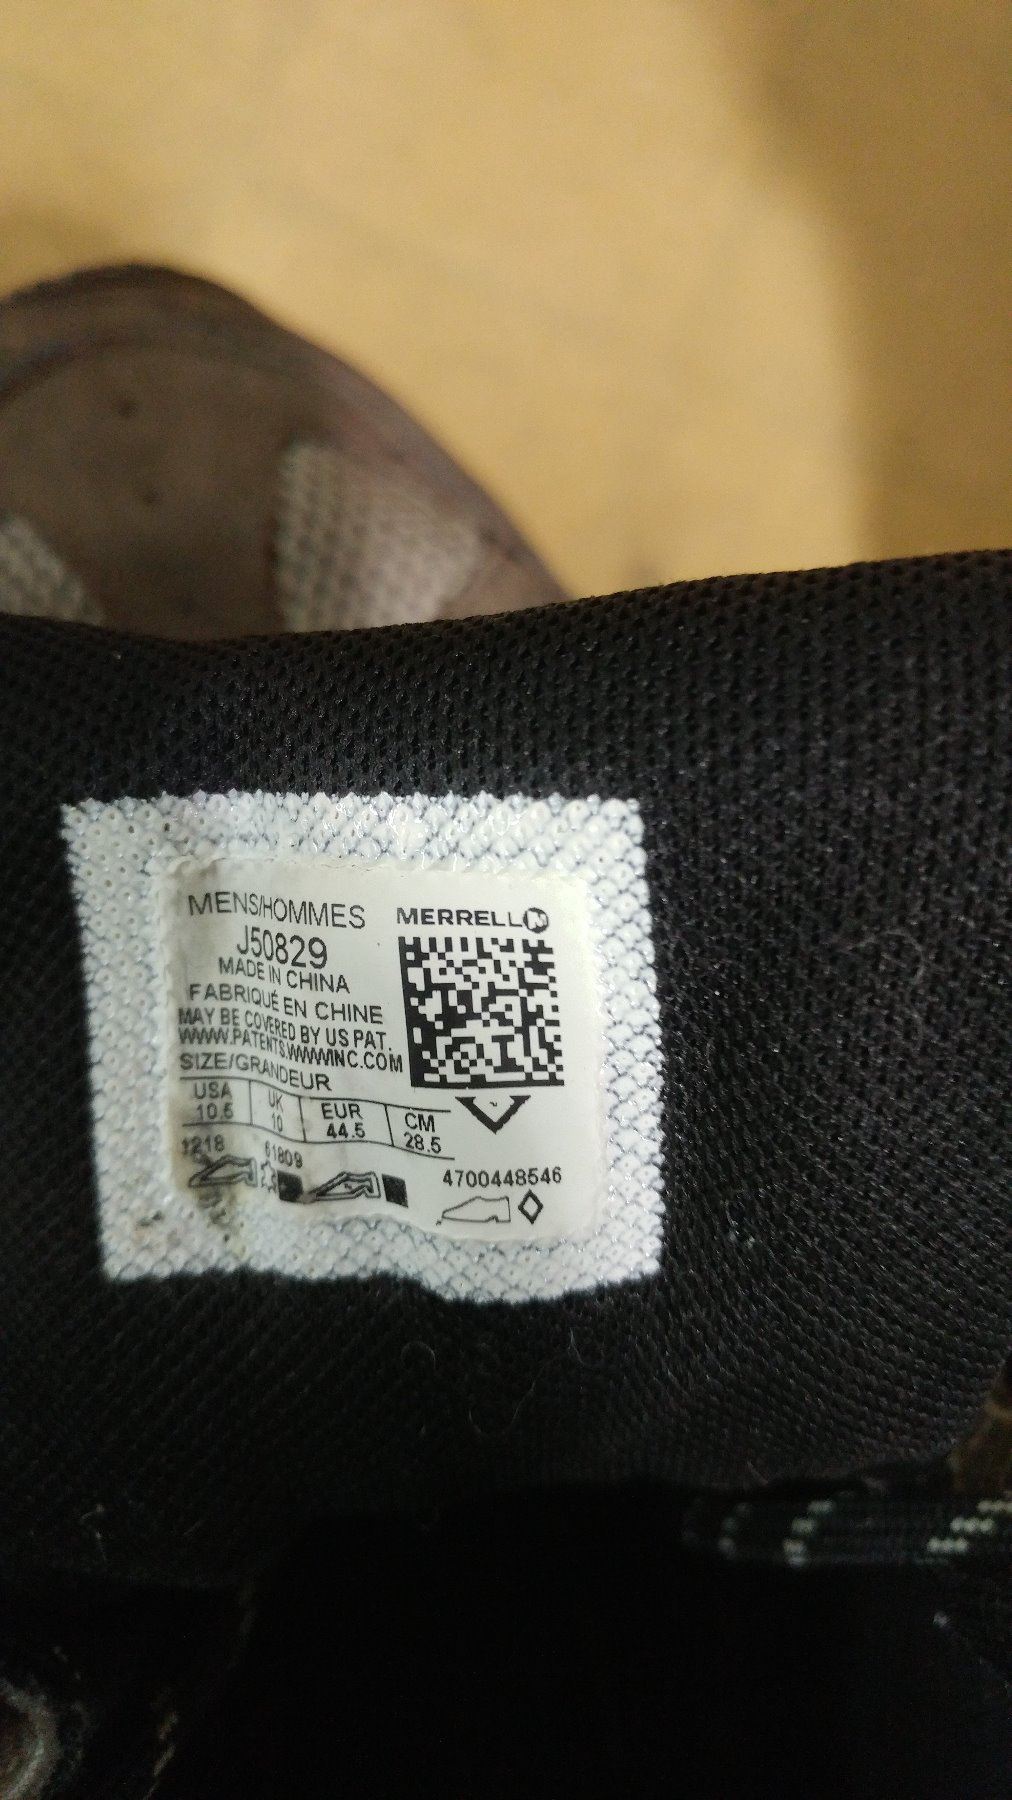 MENS/HOMMES
MERRELL
J50829
MADE IN CHINA
FABRIQUÉ EN CHINE
MAY BE COVERED BY US PAT.
WWW.PATENTS.WWWINC.COM
SIZE/GRANDEUR
USA UK EUR CM
10.5 10 44.5 28.5
1218 61809
4700448546